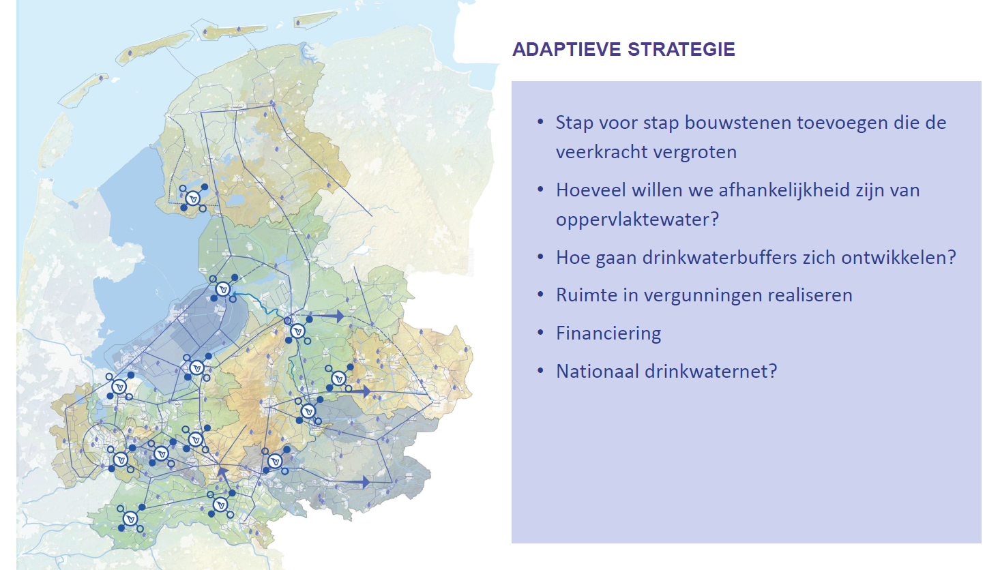 ADAPTIEVE STRATEGIE
• Stap voor stap bouwstenen toevoegen die de
veerkracht vergroten
• Hoeveel willen we afhankelijkheid zijn van
oppervlaktewater?
• Hoe gaan drinkwaterbuffers zich ontwikkelen?
• Ruimte in vergunningen realiseren
• Financiering
• Nationaal drinkwaternet?